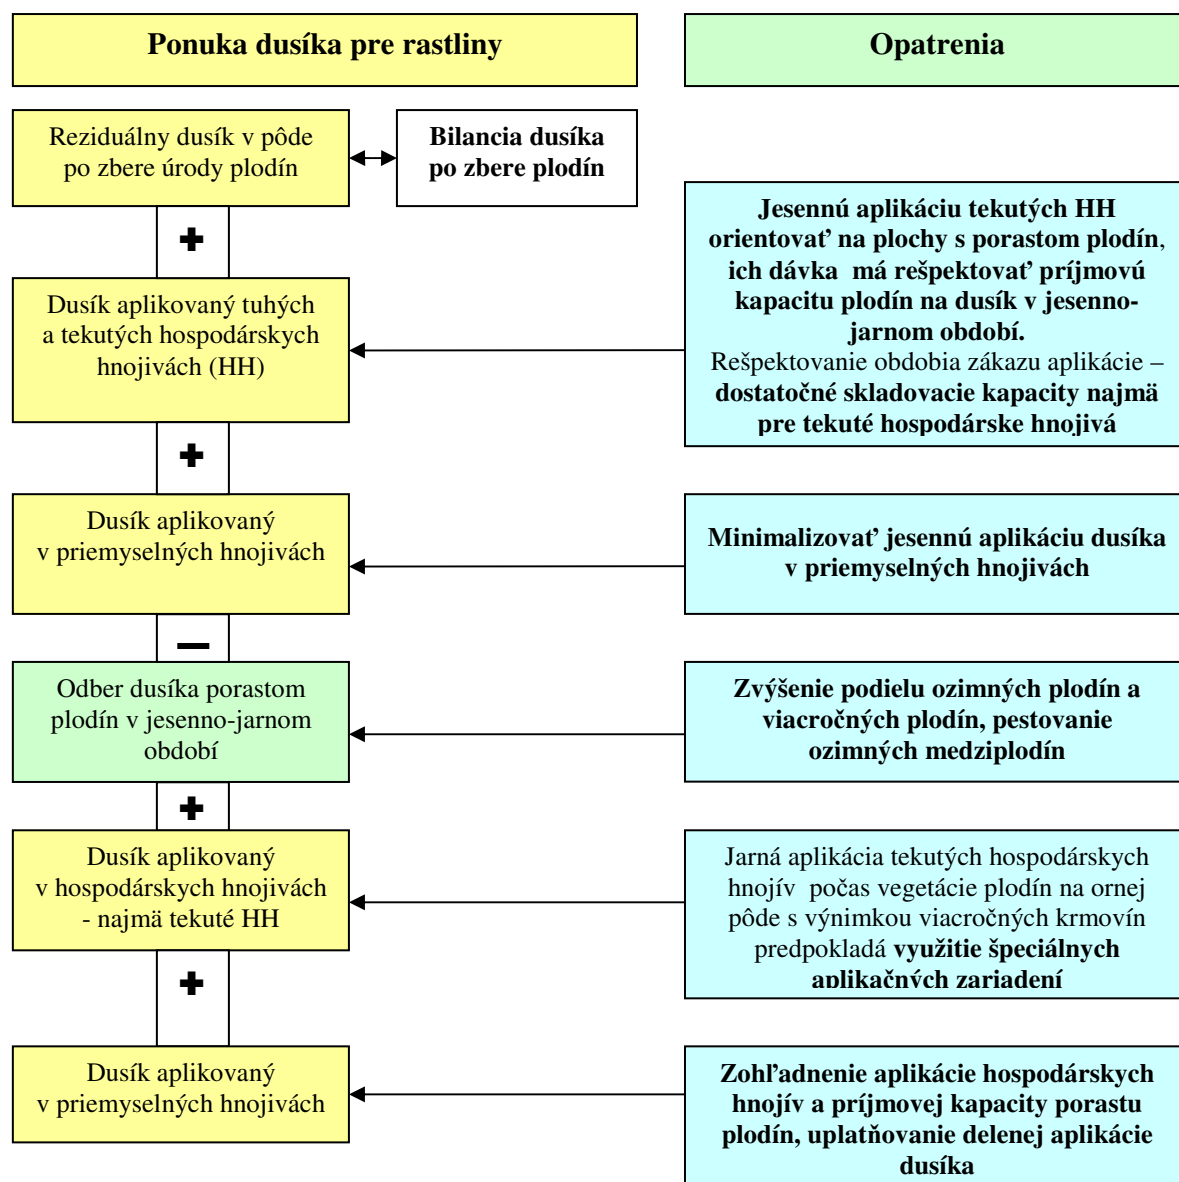 Ponuka dusíka pre rastliny
Opatrenia
Reziduálny dusík v pôde
po zbere úrody plodín
Bilancia dusíka
po zbere plodín
+
Jesennú aplikáciu tekutých HH
orientovať na plochy s porastom plodín,
ich dávka má rešpektovať príjmovú
kapacitu plodín na dusík v jesenno-
jarnom období.
Rešpektovanie obdobia zákazu aplikácie –
dostatočné skladovacie kapacity najmä
pre tekuté hospodárske hnojivá
Dusík aplikovaný tuhých
a tekutých hospodárskych
hnojivách (HH)
+
Dusík aplikovaný
v priemyselných hnojivách
Minimalizovať jesennú aplikáciu dusíka
v priemyselných hnojivách
–
Odber dusíka porastom
plodín v jesenno-jarnom
období
Zvýšenie podielu ozimných plodín a
viacročných plodín, pestovanie
ozimných medziplodín
+
Dusík aplikovaný
v hospodárskych hnojivách
- najmä tekuté HH
Jarná aplikácia tekutých hospodárskych
hnojív počas vegetácie plodín na ornej
pôde s výnimkou viacročných krmovín
predpokladá využitie špeciálnych
aplikačných zariadení
+
Dusík aplikovaný
v priemyselných hnojivách
Zohľadnenie aplikácie hospodárskych
hnojív a príjmovej kapacity porastu
plodín, uplatňovanie delenej aplikácie
dusíka